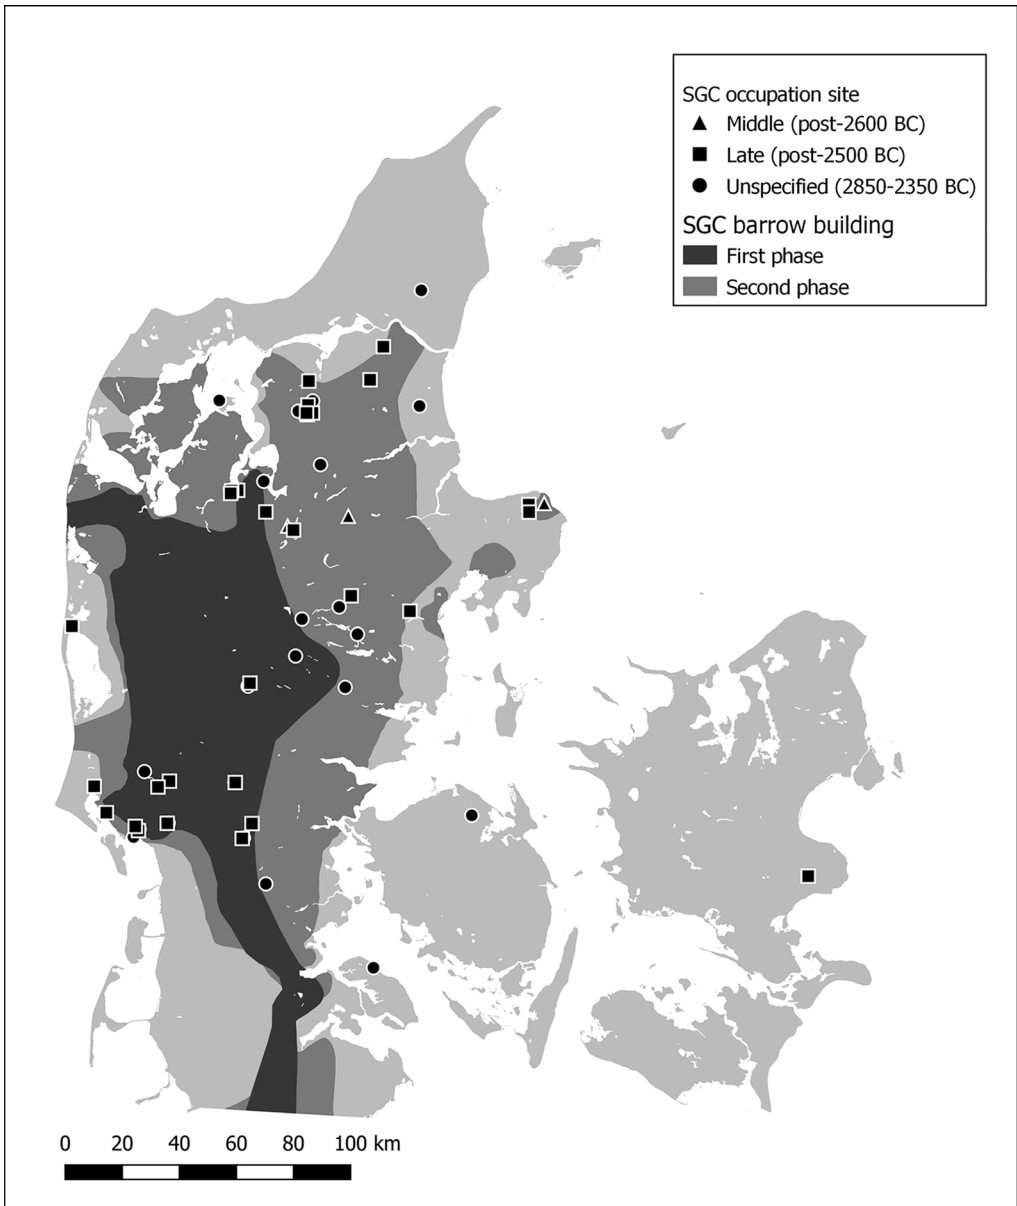 SGC occupation site
Middle (post-2600 BC)
Late (post-2500 BC)
Unspecified (2850-2350 BC)
SGC barrow building
First phase
Second phase
0 20 40 60 80 100 km